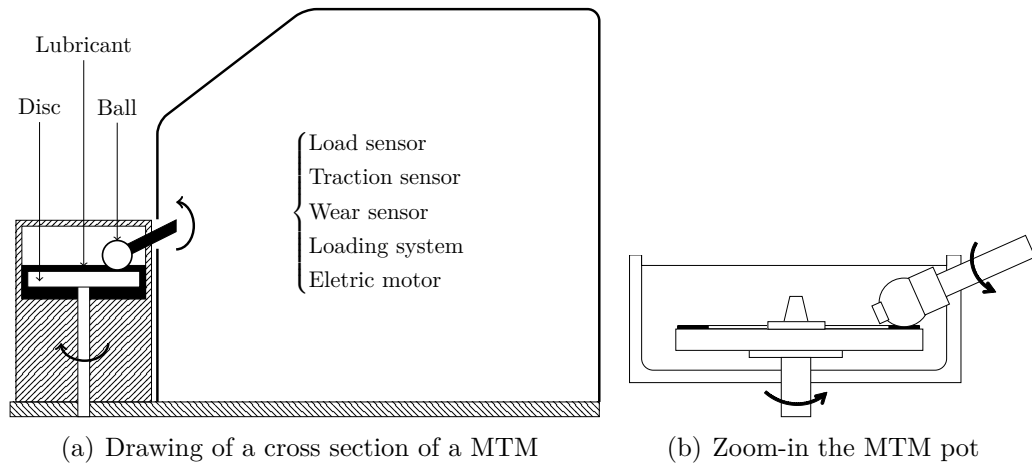 Lubricant
Disc
Ball
Load sensor
Traction sensor
Wear sensor
Loading system
Eletric motor
(a) Drawing of a cross section of a MTM
(b) Zoom-in the MTM pot